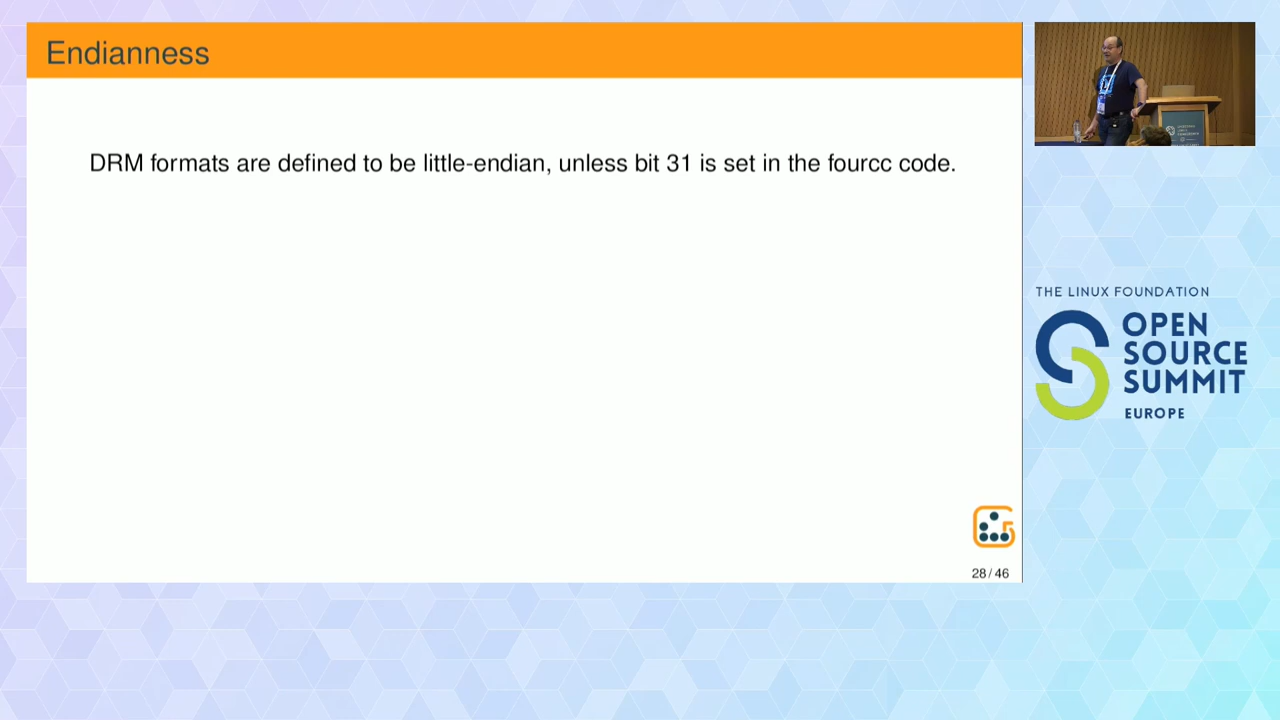 Endianness
DRM formats are defined to be little-endian, unless bit 31 is set in the fourcc code.
28 / 46
THE LINUX FOUNDATION
OPEN
SOURCE
SUMMIT
EUROPE